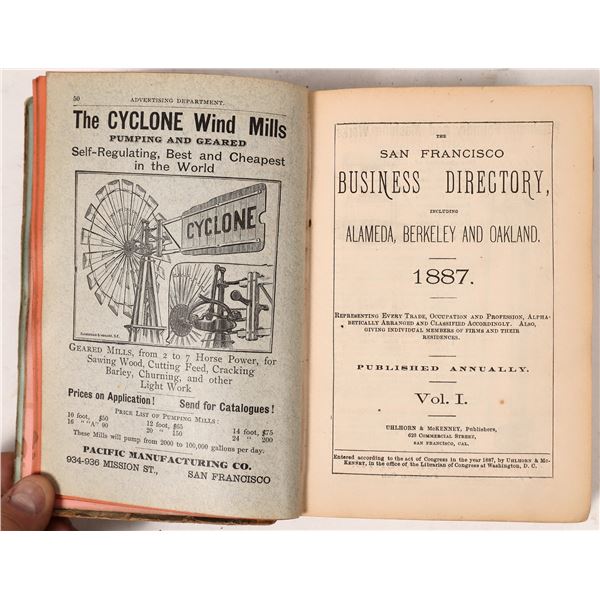 50
ADVERTISING DEPARTMENT.
The CYCLONE Wind Mills
PUMPING AND GEARED
Self-Regulating, Best and Cheapest
in the World
CYCLONE
GEARED MILLS, from 2 to 7 Horse Power, for
Sawing Wood, Cutting Feed, Cracking
Barley, Churning, and other
Light Work
Prices on Application! Send for Catalogues!
PRICE LIST OF PUMPING MILLS:
10 foot, $50 12 foot, $65 14 foot, $75
16 " "A" 90 20 " 150 24 " 200
These Mills will pump from 2000 to 100,000 gallons per day.
PACIFIC MANUFACTURING CO.
934-936 MISSION ST., SAN FRANCISCO
THE
SAN FRANCISCO
BUSINESS DIRECTORY,
INCLUDING
ALAMEDA, BERKELEY AND OAKLAND.
1887.
REPRESENTING EVERY TRADE, OCCUPATION AND PROFESSION, ALPHA-
BETICALLY ARRANGED AND CLASSIFIED ACCORDINGLY. ALSO,
GIVING INDIVIDUAL MEMBERS OF FIRMS AND THEIR
RESIDENCES.
PUBLISHED ANNUALLY.
Vol. I.
UHLHORN & McKENNEY, Publishers,
COMMERCIAL STREET,
SAN FRANCISCO, CAL.
Entered according to the act of Congress in the year 1887, by UHLHORN & Mc-
KENNEY, in the office of the Librarian of Congress at Washington, D. C.